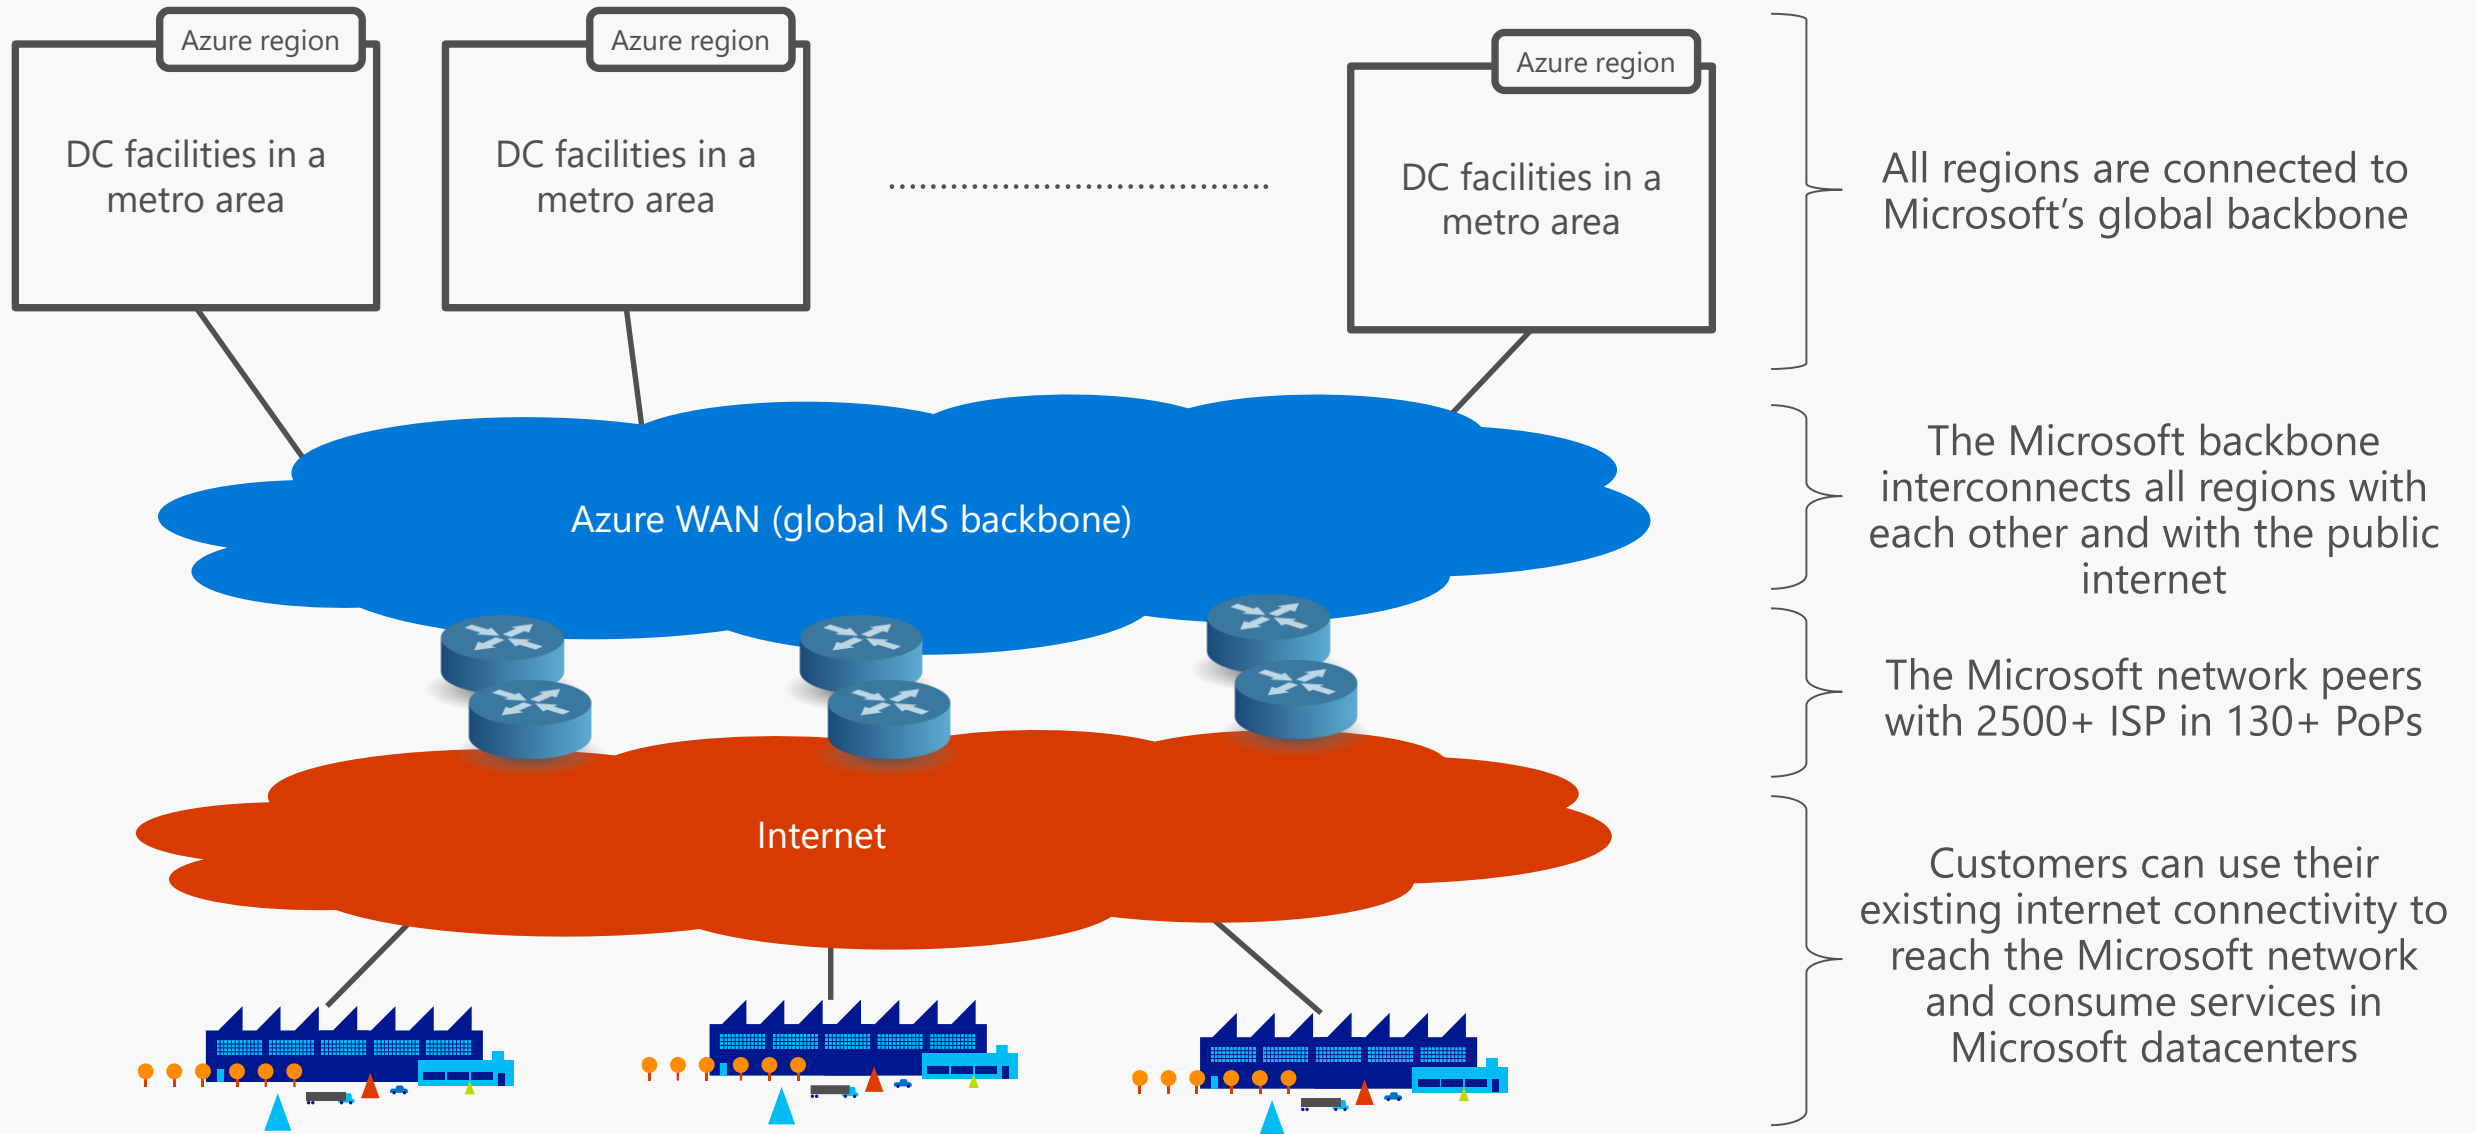 Azure region
DC facilities in a
metro area
Azure region
DC facilities in a
metro area
Azure region
DC facilities in a
metro area
All regions are connected to
Microsoft’s global backbone
Azure WAN (global MS backbone)
The Microsoft backbone
interconnects all regions with
each other and with the public
internet
The Microsoft network peers
with 2500+ ISP in 130+ PoPs
Internet
Customers can use their
existing internet connectivity to
reach the Microsoft network
and consume services in
Microsoft datacenters